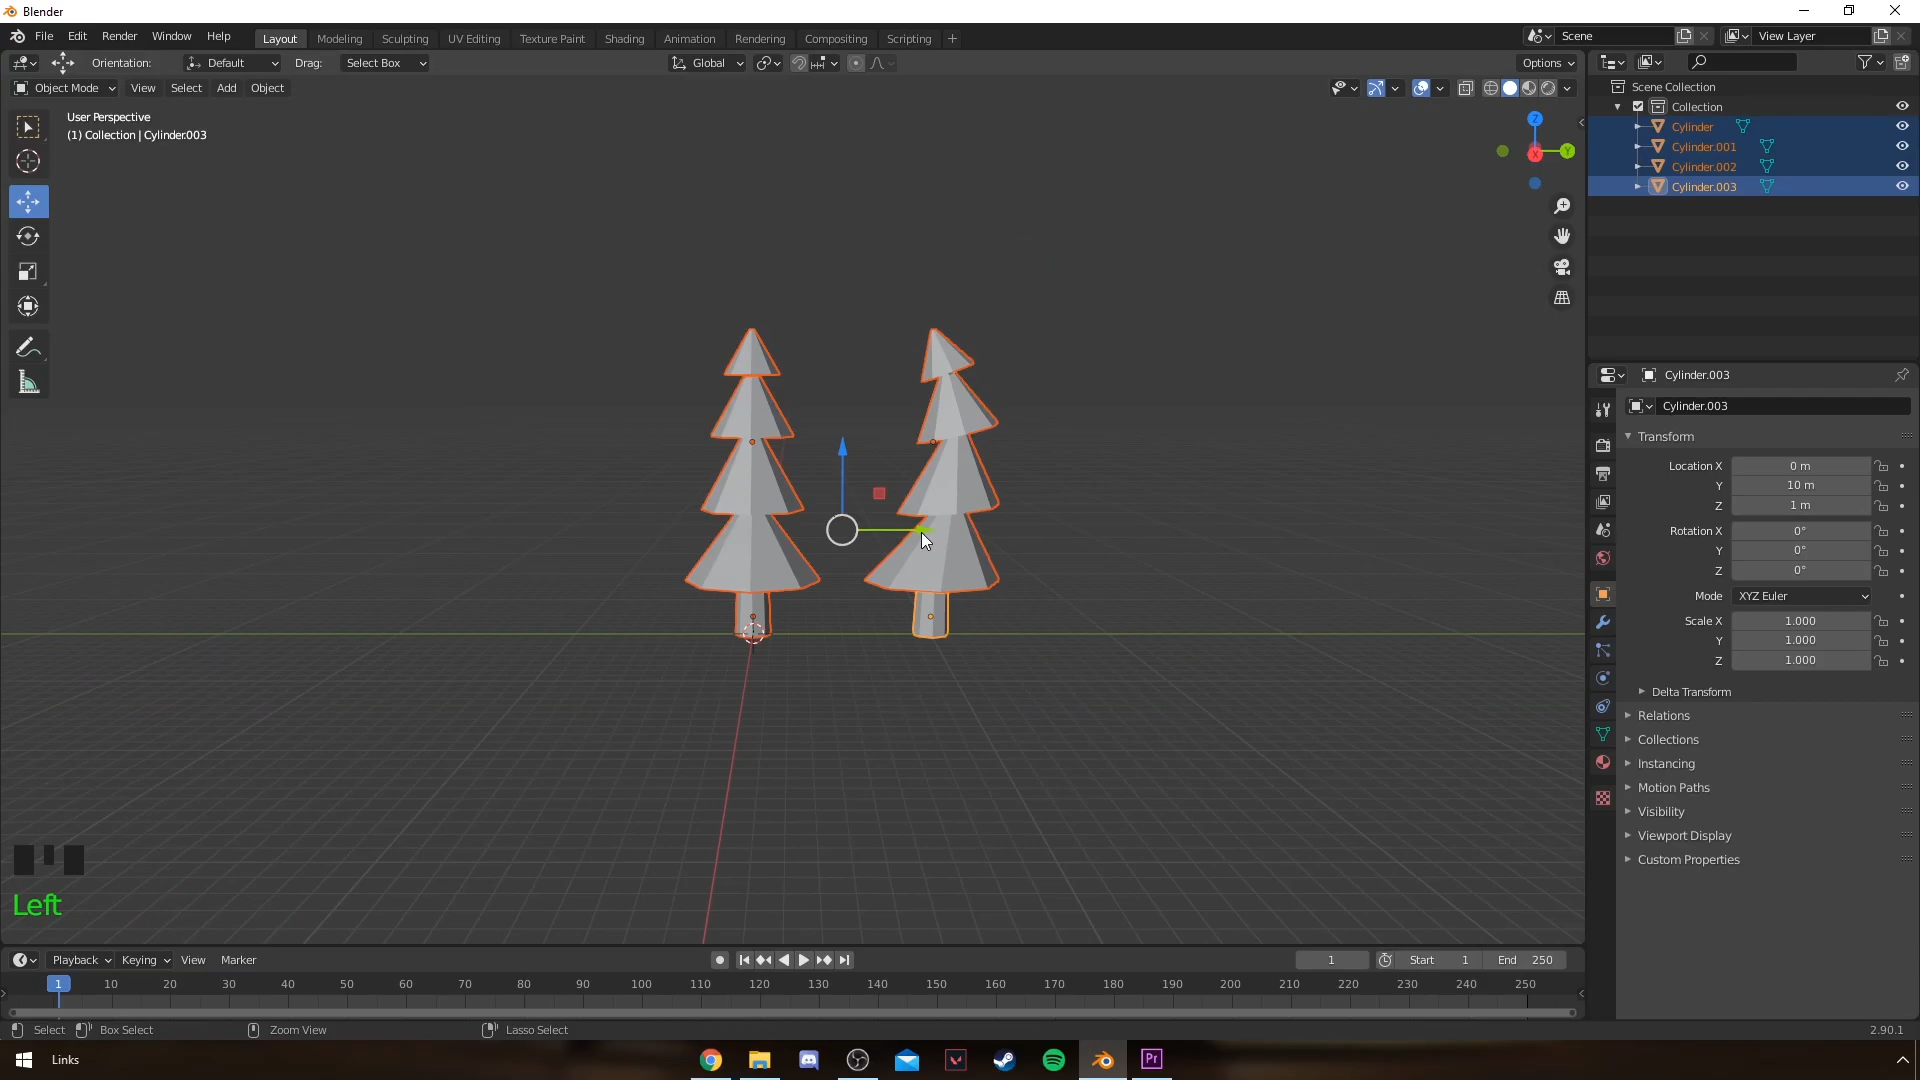 Blender
File Edit Render Window Help Layout Modeling Sculpting UV Editing Texture Paint Shading Animation Rendering Compositing Scripting + Scene View Layer
Orientation: Default Drag: Select Box Global Options
Object Mode View Select Add Object
User Perspective
(1) Collection | Cylinder.003
Z
Y
X
Scene Collection
Collection
Cylinder
Cylinder.001
Cylinder.002
Cylinder.003
Cylinder.003
Cylinder.003
Transform
Location X 0 m
Y 10 m
Z 1 m
Rotation X 0°
Y 0°
Z 0°
Mode XYZ Euler
Scale X 1.000
Y 1.000
Z 1.000
Delta Transform
Relations
Collections
Instancing
Motion Paths
Visibility
Viewport Display
Custom Properties
Left
Playback Keying View Marker 1 Start 1 End 250
1 10 20 30 40 50 60 70 80 90 100 110 120 130 140 150 160 170 180 190 200 210 220 230 240 250
Select Box Select Zoom View Lasso Select 2.90.1
Links Pr